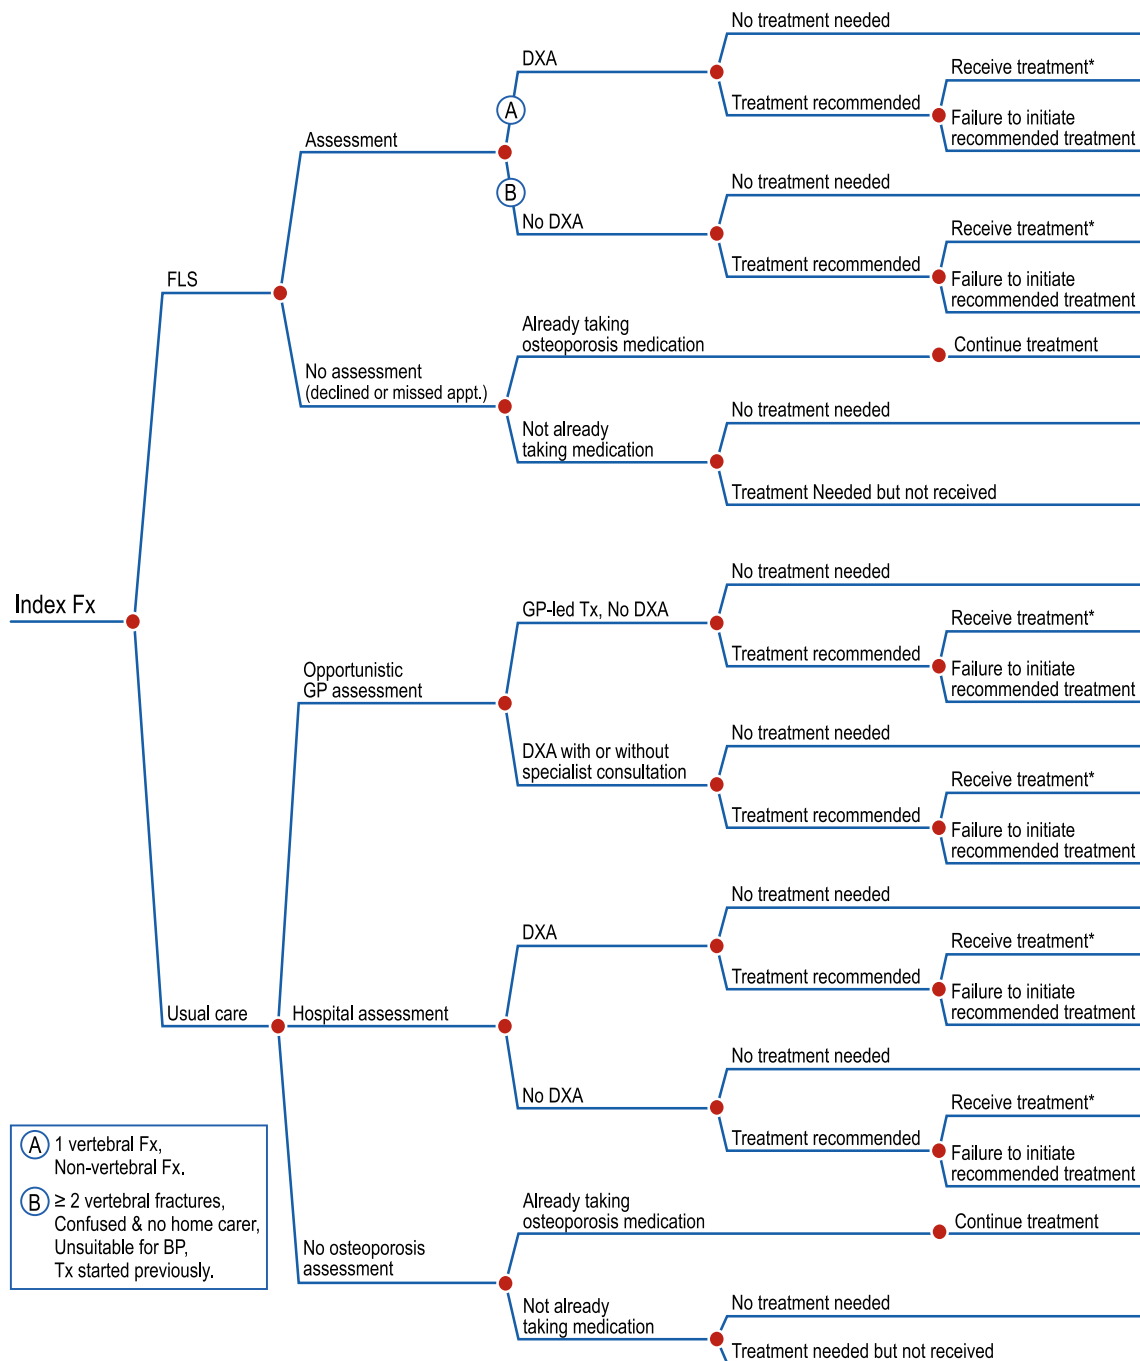 No treatment needed
DXA
Receive treatment*
Treatment recommended
Failure to initiate
recommended treatment
A
Assessment
B
No treatment needed
No DXA
Receive treatment*
Treatment recommended
Failure to initiate
recommended treatment
FLS
Already taking
osteoporosis medication
Continue treatment
No assessment
(declined or missed appt.)
No treatment needed
Not already
taking medication
Treatment Needed but not received
Index Fx
No treatment needed
GP-led Tx, No DXA
Receive treatment*
Treatment recommended
Failure to initiate
recommended treatment
Opportunistic
GP assessment
No treatment needed
DXA with or without
specialist consultation
Receive treatment*
Treatment recommended
Failure to initiate
recommended treatment
No treatment needed
DXA
Receive treatment*
Treatment recommended
Failure to initiate
recommended treatment
Usual care
Hospital assessment
No treatment needed
No DXA
Receive treatment*
Treatment recommended
Failure to initiate
recommended treatment
A 1 vertebral Fx,
Non-vertebral Fx.
B ≥ 2 vertebral fractures,
Confused & no home carer,
Unsuitable for BP,
Tx started previously.
Already taking
osteoporosis medication
Continue treatment
No osteoporosis
assessment
No treatment needed
Not already
taking medication
Treatment needed but not received